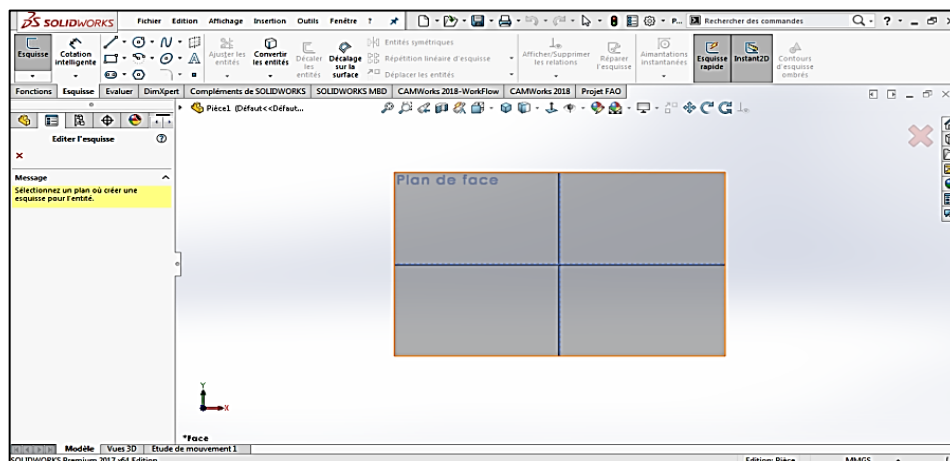 SOLIDWORKS Fichier Edition Affichage Insertion Outils Fenêtre ? P... Rechercher des commandes ?
Esquisse Cotation intelligente Ajuster les entités Convertir les entités Décaler les entités Décalage sur la surface Entités symétriques Répétition linéaire d'esquisse Déplacer les entités Afficher/Supprimer les relations Réparer l'esquisse Aimantations instantanées Esquisse rapide Instant2D Contours d'esquisse ombrés
Fonctions Esquisse Evaluer DimXpert Compléments de SOLIDWORKS SOLIDWORKS MBD CAMWorks 2018-WorkFlow CAMWorks 2018 Projet FAO
Pièce1 (Défaut<<Défaut...
Editer l'esquisse
Message
Sélectionnez un plan où créer une
esquisse pour l'entité.
Plan de face
Y
X
*Face
Modèle Vues 3D Etude de mouvement 1
SOLIDWORKS Premium 2017 x64 Edition Edition: Pièce MMGS